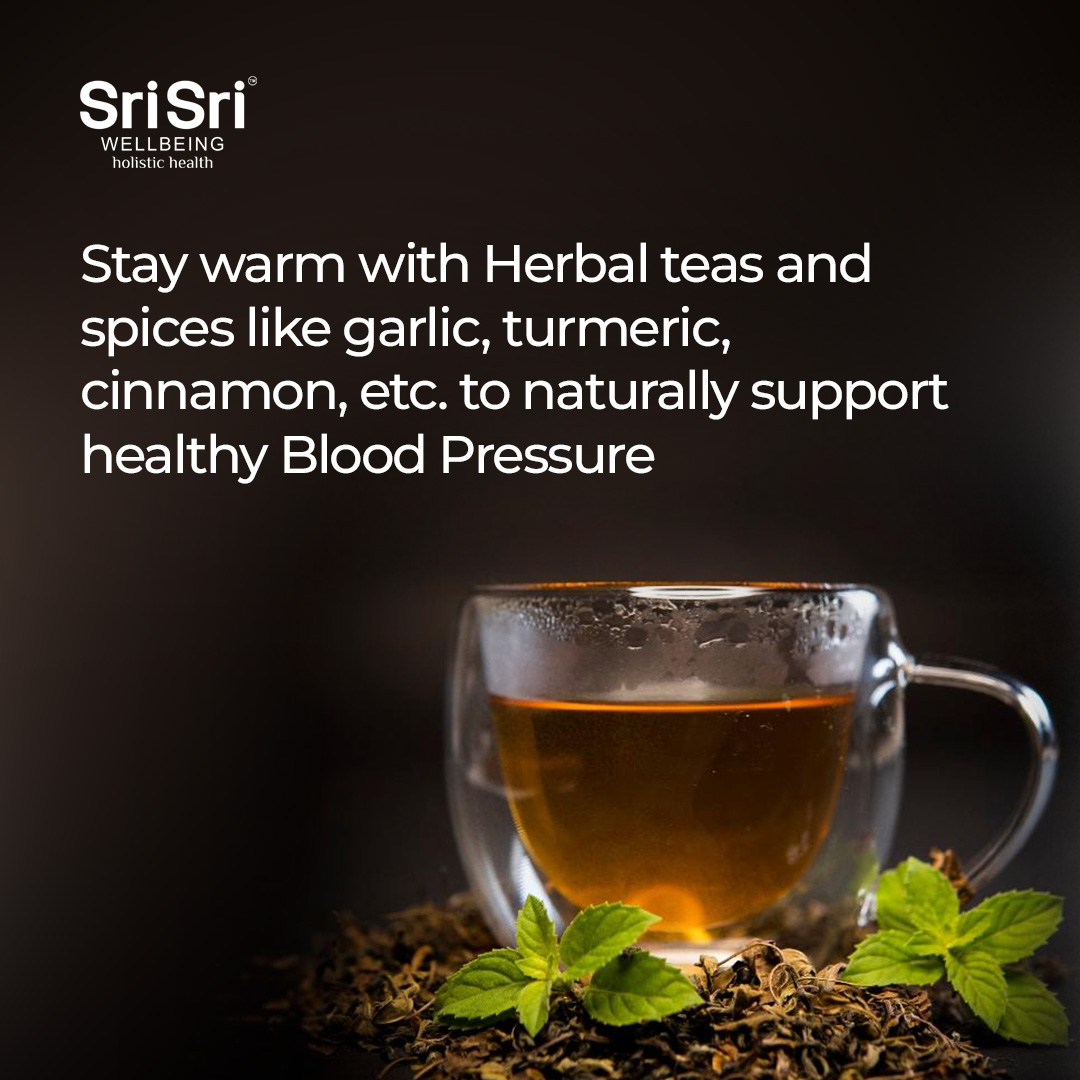 Sri Sri™
WELLBEING
holistic health
Stay warm with Herbal teas and
spices like garlic, turmeric,
cinnamon, etc. to naturally support
healthy Blood Pressure